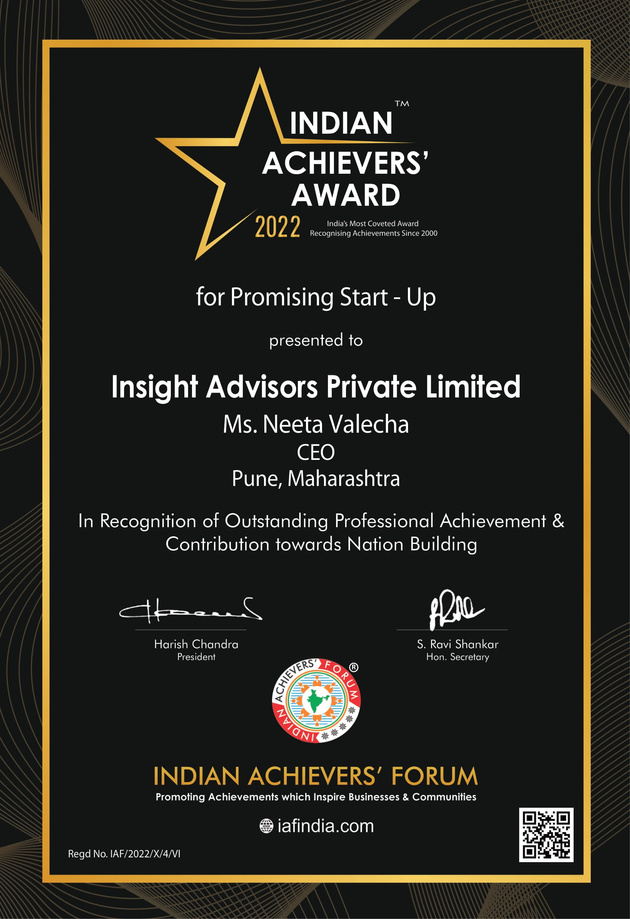 INDIAN
TM
ACHIEVERS’
AWARD
2022
India's Most Coveted Award
Recognising Achievements Since 2000
for Promising Start - Up
presented to
Insight Advisors Private Limited
Ms. Neeta Valecha
CEO
Pune, Maharashtra
In Recognition of Outstanding Professional Achievement &
Contribution towards Nation Building
Harish Chandra
President
S. Ravi Shankar
Hon. Secretary
INDIAN ACHIEVERS' FORUM
®
INDIAN ACHIEVERS’ FORUM
Promoting Achievements which Inspire Businesses & Communities
iafindia.com
Regd No. IAF/2022/X/4/VI